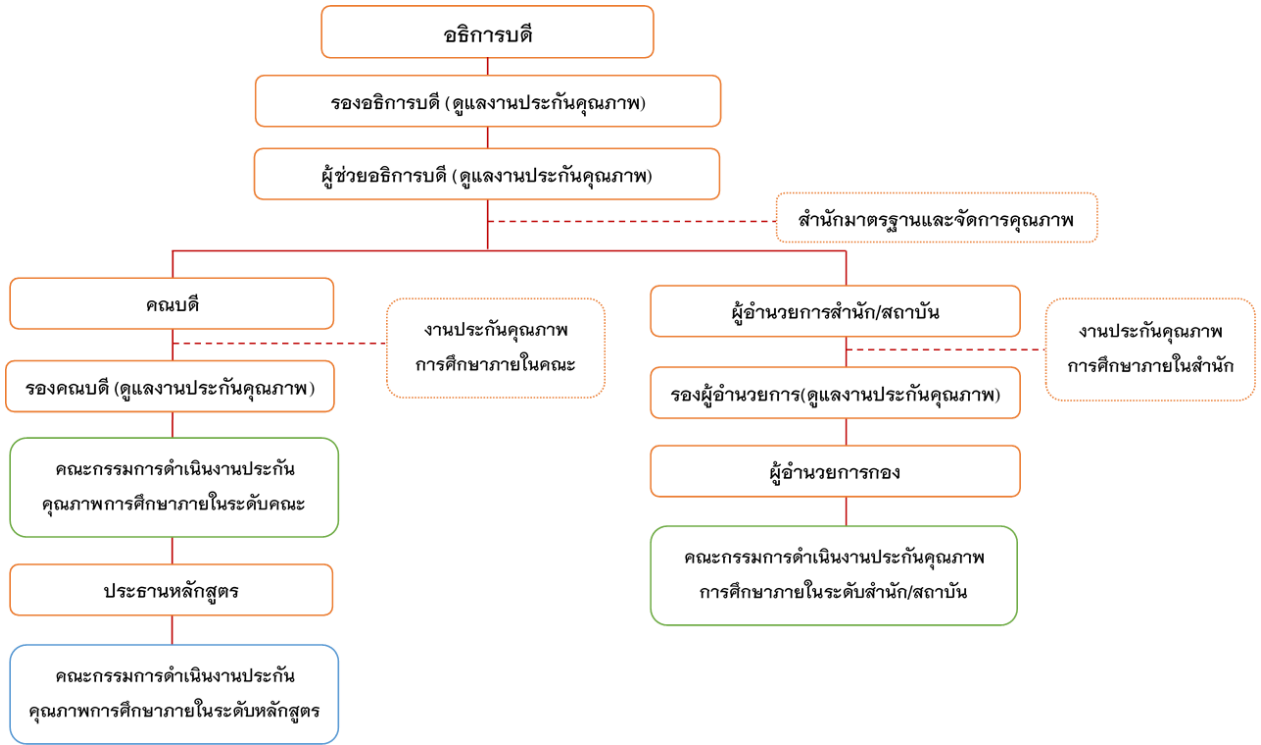 อธิการบดี
รองอธิการบดี (ดูแลงานประกันคุณภาพ)
ผู้ช่วยอธิการบดี (ดูแลงานประกันคุณภาพ)
สำนักมาตรฐานและจัดการคุณภาพ
คณบดี
งานประกันคุณภาพ
การศึกษาภายในคณะ
รองคณบดี (ดูแลงานประกันคุณภาพ)
คณะกรรมการดำเนินงานประกัน
คุณภาพการศึกษาภายในระดับคณะ
ประธานหลักสูตร
คณะกรรมการดำเนินงานประกัน
คุณภาพการศึกษาภายในระดับหลักสูตร
ผู้อำนวยการสำนัก/สถาบัน
งานประกันคุณภาพ
การศึกษาภายในสำนัก
รองผู้อำนวยการ(ดูแลงานประกันคุณภาพ)
ผู้อำนวยการกอง
คณะกรรมการดำเนินงานประกันคุณภาพ
การศึกษาภายในระดับสำนัก/สถาบัน